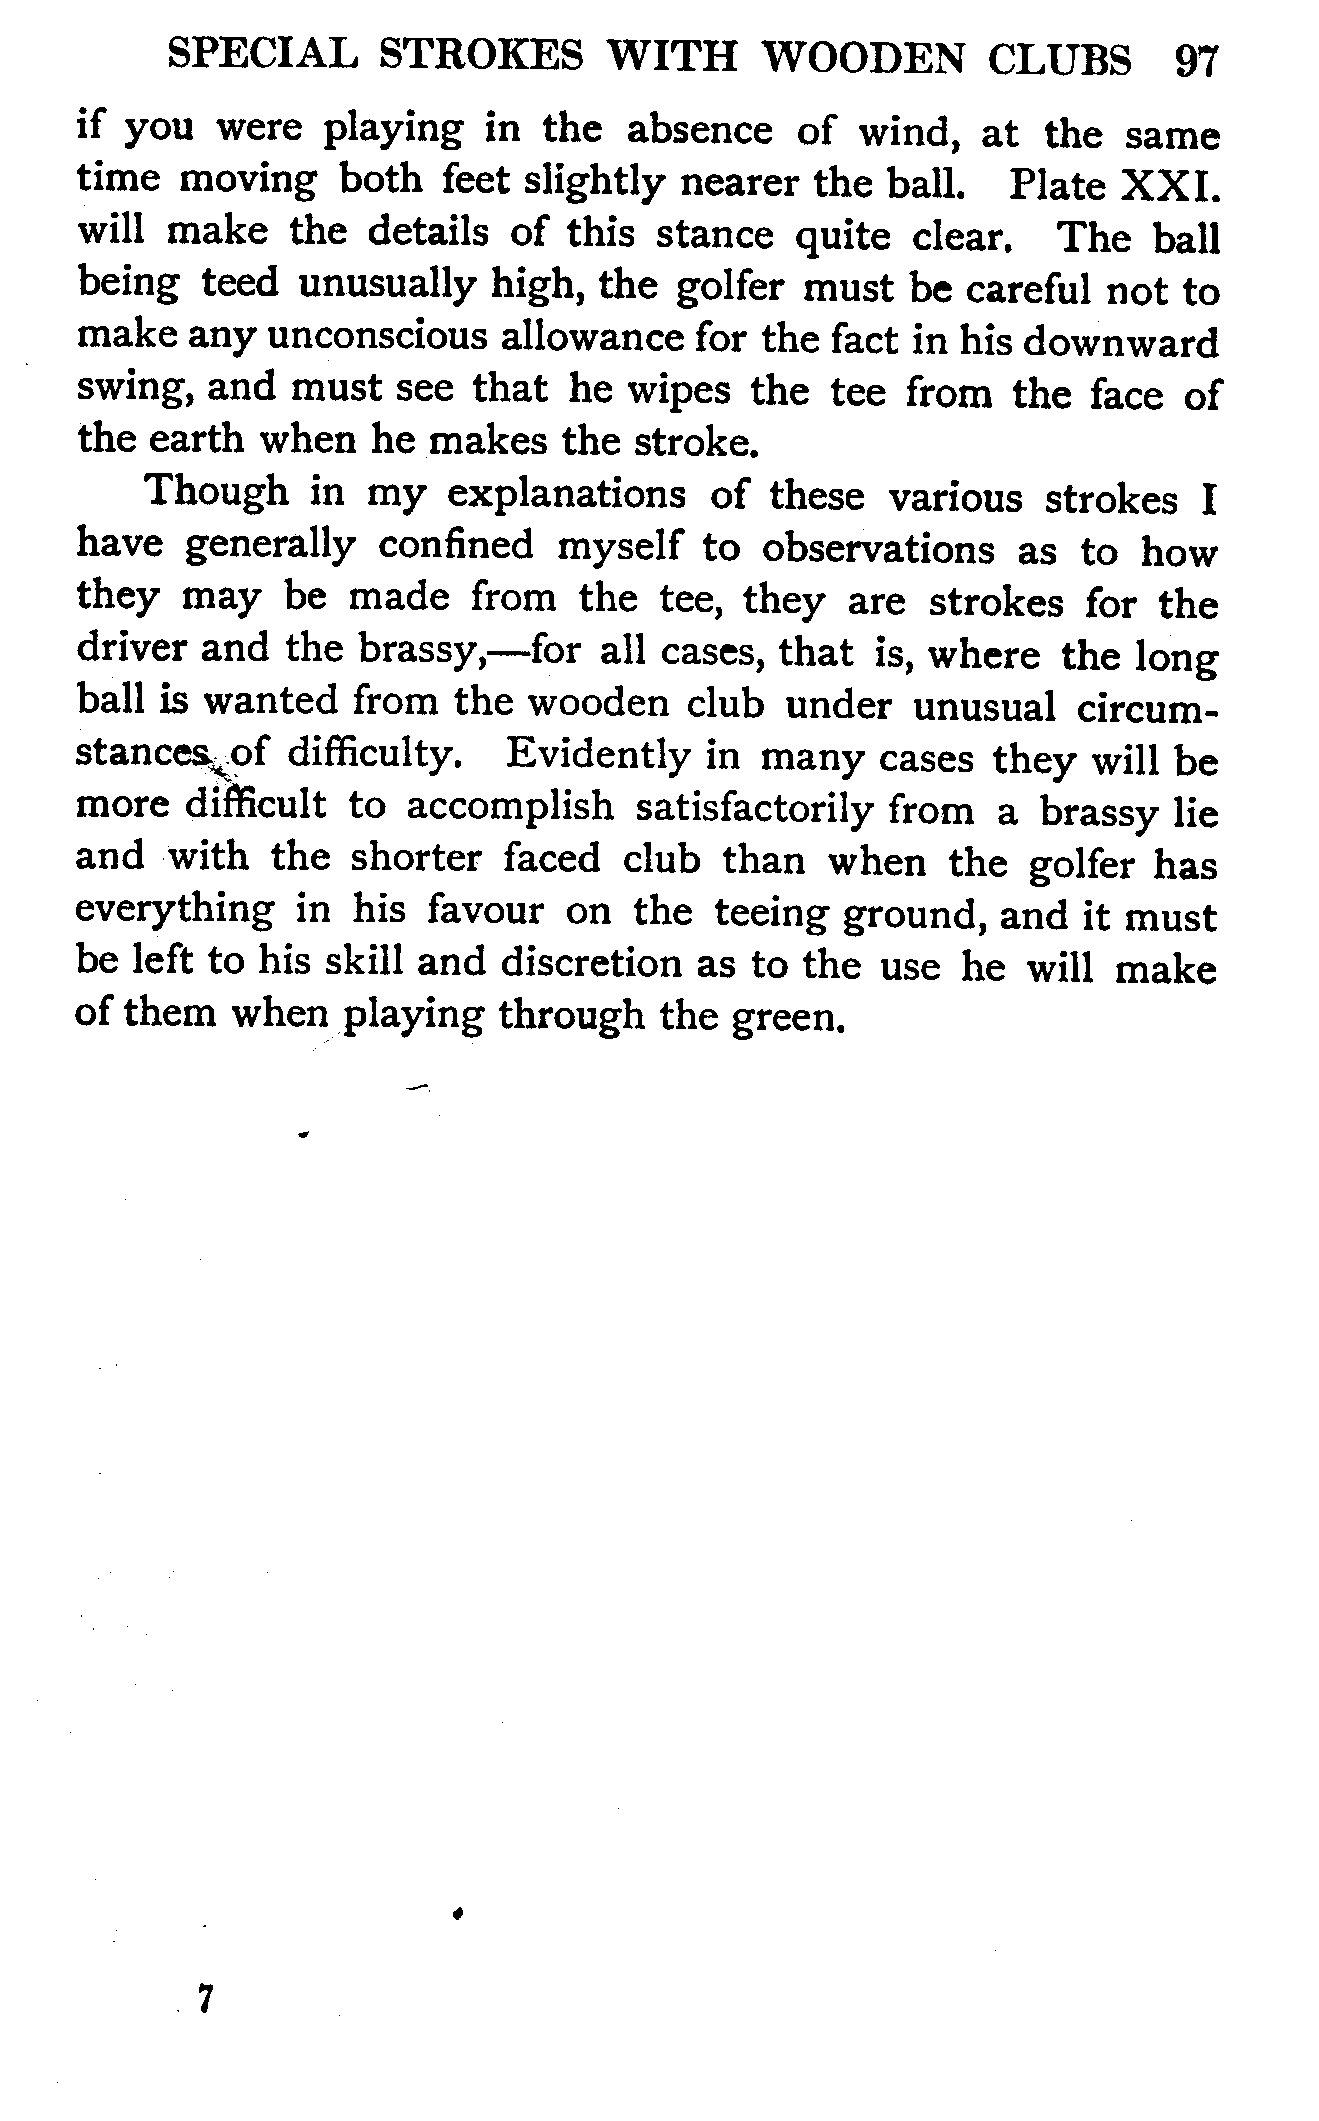 SPECIAL STROKES WITH WOODEN CLUBS 97
if you were playing in the absence of wind, at the same
time moving both feet slightly nearer the ball. Plate XXI.
will make the details of this stance quite clear. The ball
being teed unusually high, the golfer must be careful not to
make any unconscious allowance for the fact in his downward
swing, and must see that he wipes the tee from the face of
the earth when he makes the stroke.
Though in my explanations of these various strokes I
have generally confined myself to observations as to how
they may be made from the tee, they are strokes for the
driver and the brassy,—for all cases, that is, where the long
ball is wanted from the wooden club under unusual circum-
stances of difficulty. Evidently in many cases they will be
more difficult to accomplish satisfactorily from a brassy lie
and with the shorter faced club than when the golfer has
everything in his favour on the teeing ground, and it must
be left to his skill and discretion as to the use he will make
of them when playing through the green.
7